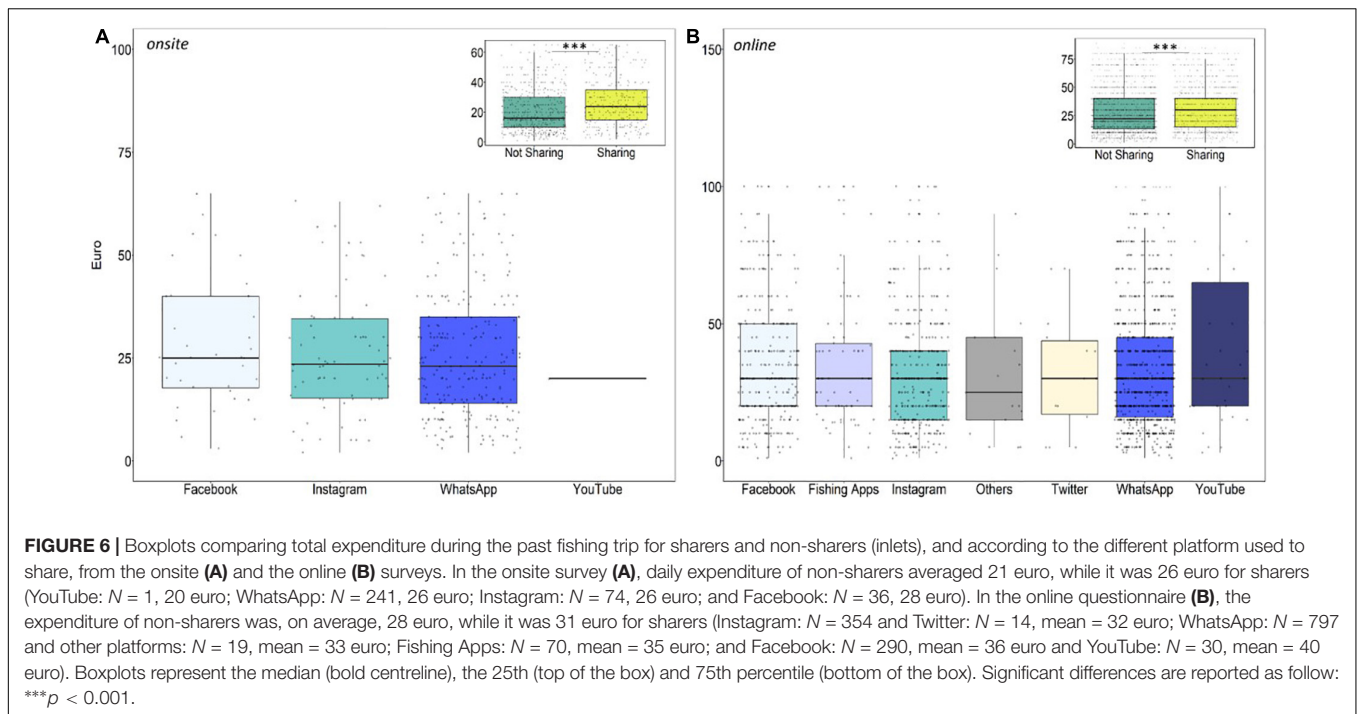 A
onsite
100
75
50
25
0
Euro
Facebook
Instagram
WhatsApp
YouTube
***
60
40
20
0
Not Sharing
Sharing
B
online
150
100
50
0
Facebook
Fishing Apps
Instagram
Others
Twitter
WhatsApp
YouTube
***
75
50
25
0
Not Sharing
Sharing
FIGURE 6 | Boxplots comparing total expenditure during the past fishing trip for sharers and non-sharers (inlets), and according to the different platform used to
share, from the onsite (A) and the online (B) surveys. In the onsite survey (A), daily expenditure of non-sharers averaged 21 euro, while it was 26 euro for sharers
(YouTube: N = 1, 20 euro; WhatsApp: N = 241, 26 euro; Instagram: N = 74, 26 euro; and Facebook: N = 36, 28 euro). In the online questionnaire (B), the
expenditure of non-sharers was, on average, 28 euro, while it was 31 euro for sharers (Instagram: N = 354 and Twitter: N = 14, mean = 32 euro; WhatsApp: N = 797
and other platforms: N = 19, mean = 33 euro; Fishing Apps: N = 70, mean = 35 euro; and Facebook: N = 290, mean = 36 euro and YouTube: N = 30, mean = 40
euro). Boxplots represent the median (bold centreline), the 25th (top of the box) and 75th percentile (bottom of the box). Significant differences are reported as follow:
***p < 0.001.